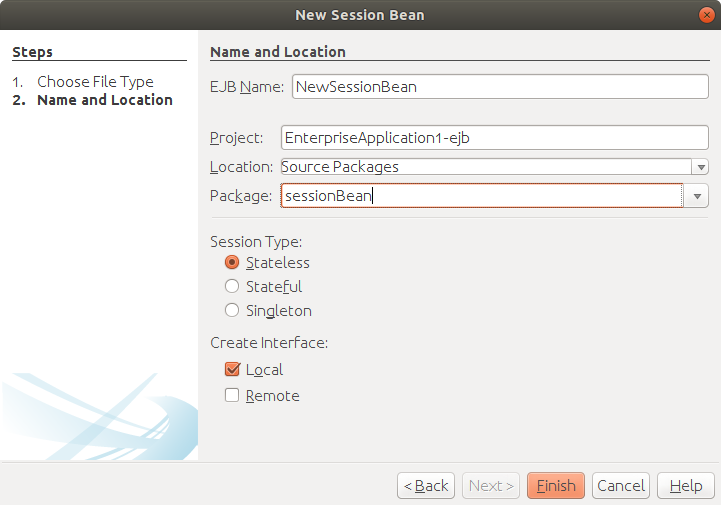 New Session Bean
Steps
1. Choose File Type
2. Name and Location
Name and Location
EJB Name: NewSessionBean
Project: EnterpriseApplication1-ejb
Location: Source Packages
Package: sessionBean
Session Type:
Stateless
Stateful
Singleton
Create Interface:
Local
Remote
< Back Next > Finish Cancel Help